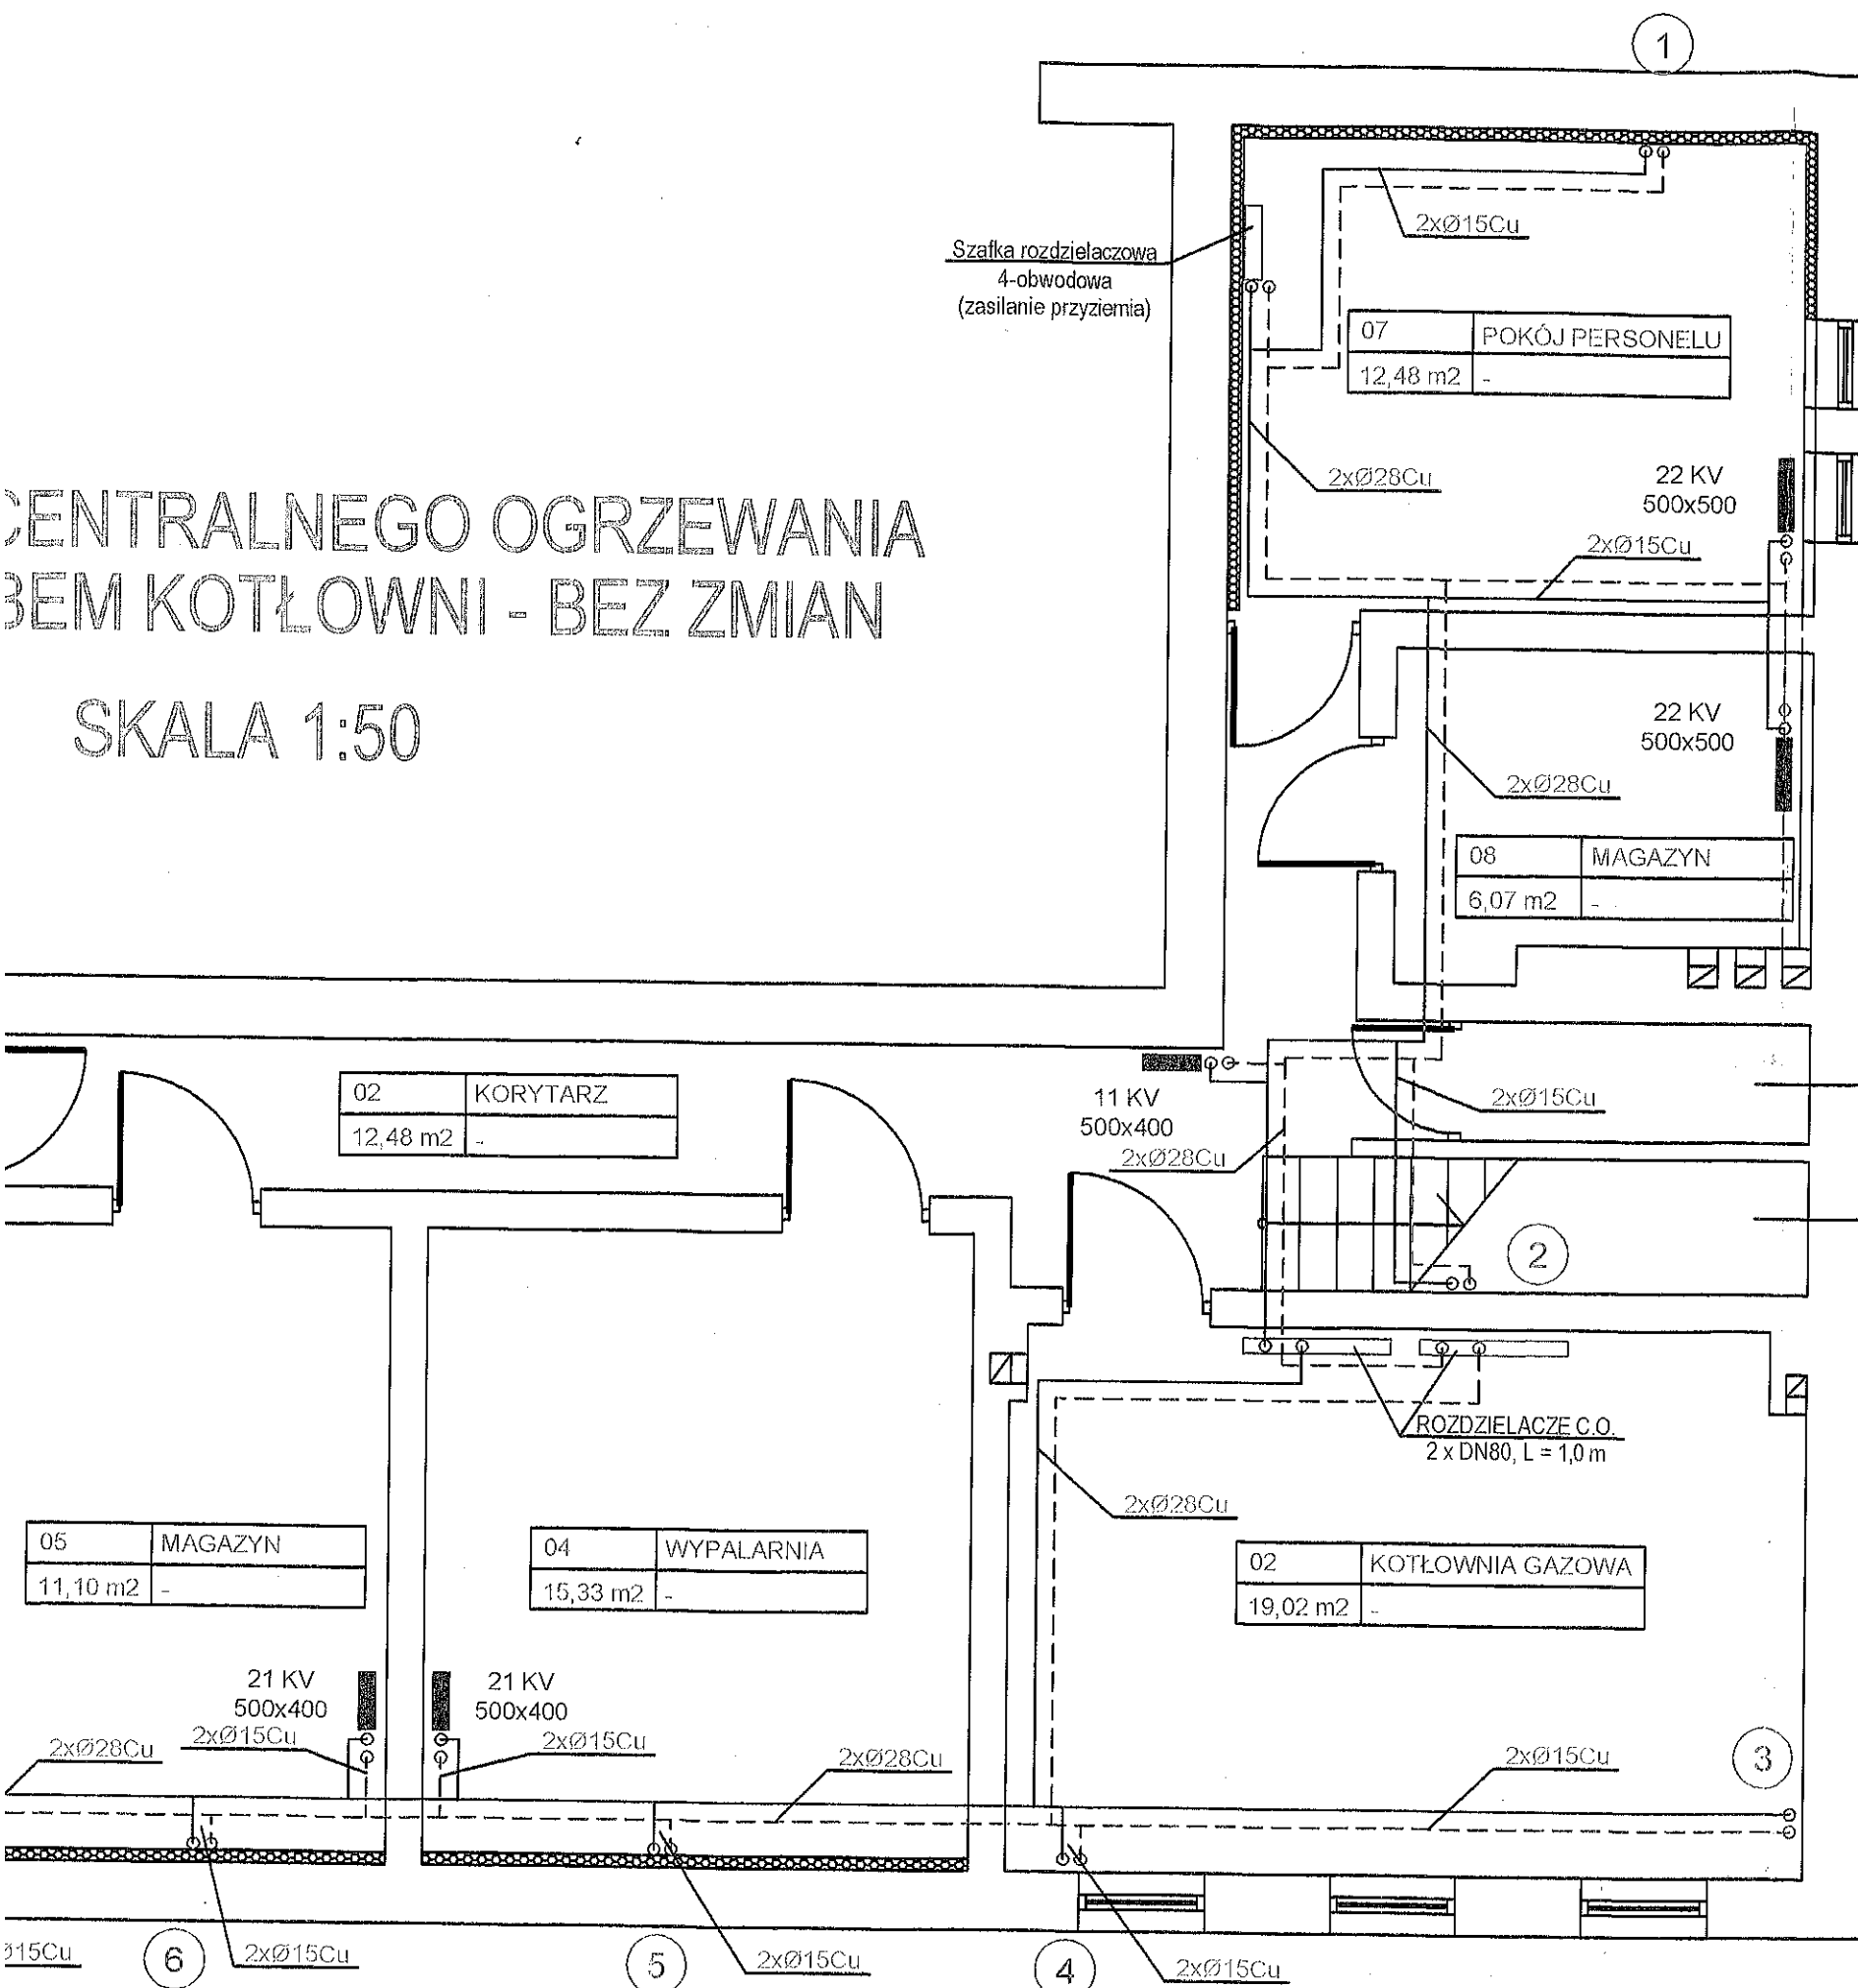 1
2xØ15Cu
Szafka rozdzielaczowa
4-obwodowa
(zasilanie przyziemia)
07 POKÓJ PERSONELU
12,48 m2 -
2xØ28Cu
22 KV
500x500
2xØ15Cu
CENTRALNEGO OGRZEWANIA
BEM KOTŁOWNI - BEZ ZMIAN
SKALA 1:50
22 KV
500x500
2xØ28Cu
08 MAGAZYN
6,07 m2 -
02 KORYTARZ
12,48 m2 -
11 KV
500x400
2xØ28Cu
2xØ15Cu
2
ROZDZIELACZE C.O.
2 x DN80, L = 1,0 m
2xØ28Cu
05 MAGAZYN
11,10 m2 -
04 WYPALARNIA
15,33 m2 -
02 KOTŁOWNIA GAZOWA
19,02 m2 -
21 KV
500x400
2xØ15Cu
21 KV
500x400
2xØ15Cu
2xØ28Cu
2xØ28Cu
2xØ15Cu
3
Ø15Cu
6
2xØ15Cu
5
2xØ15Cu
4
2xØ15Cu